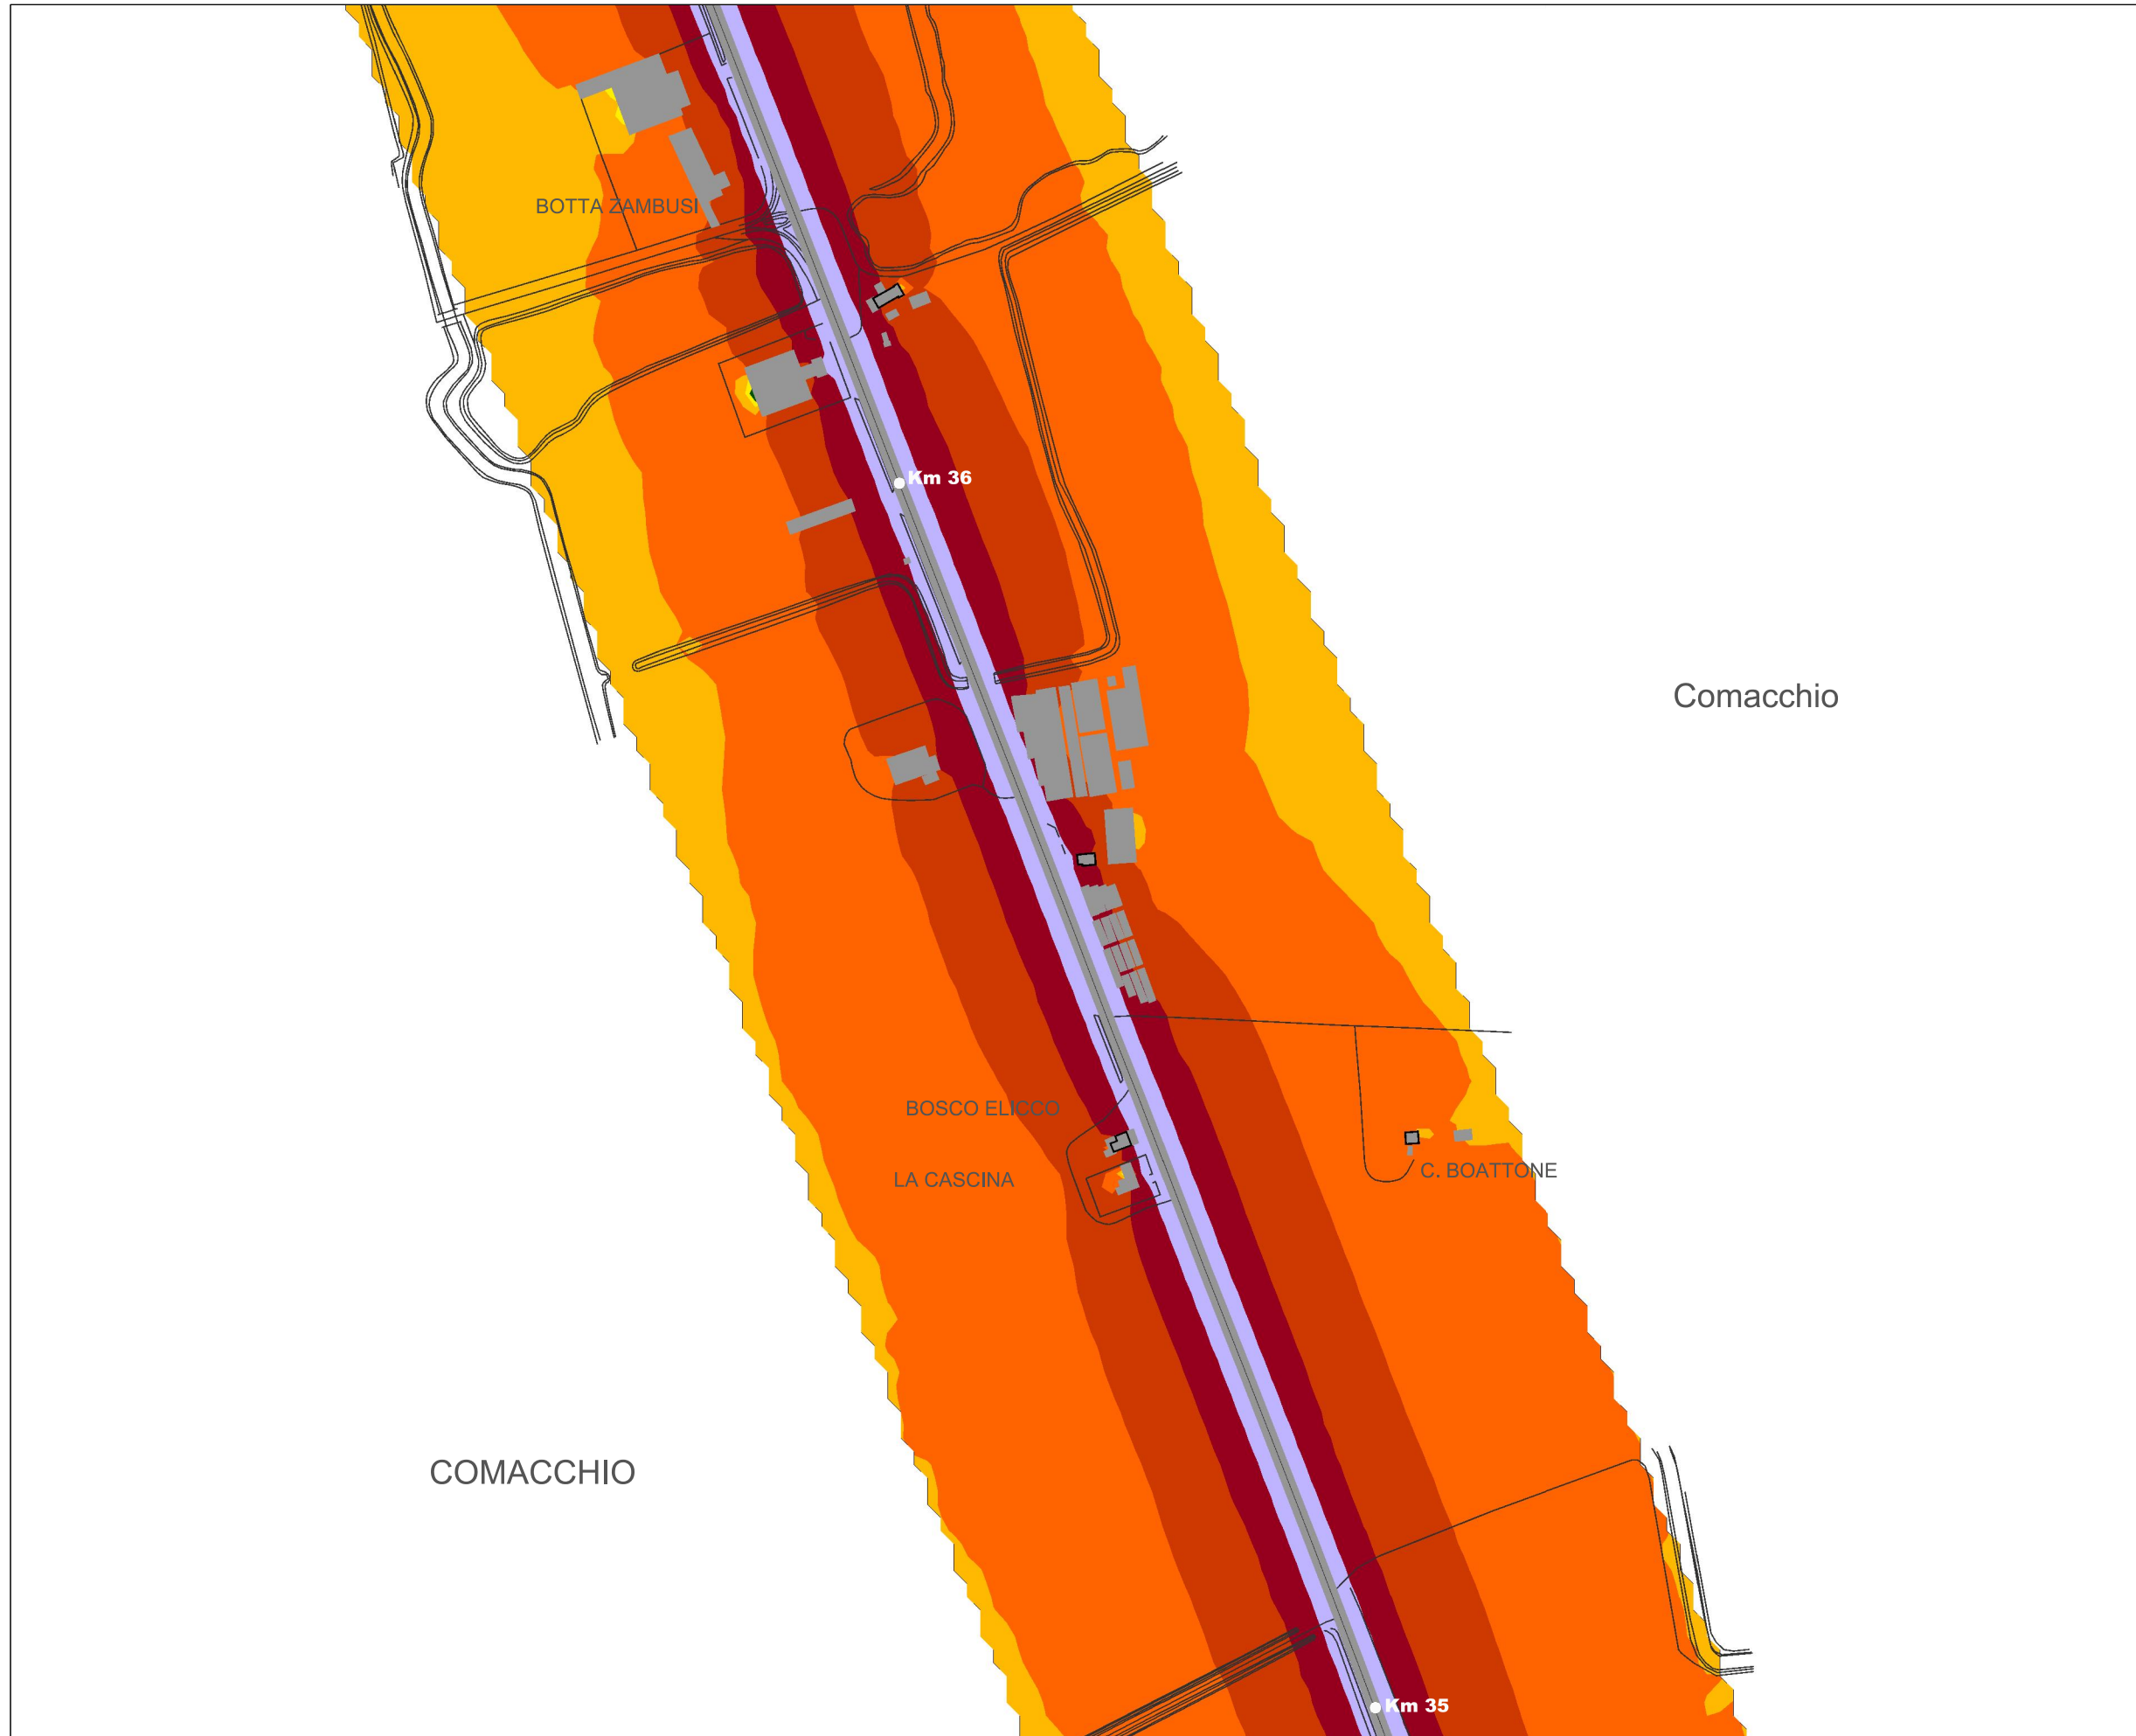 BOTTA ZAMBUSI
Km 36
Comacchio
BOSCO ELICCO
LA CASCINA
C. BOATTONE
COMACCHIO
Km 35